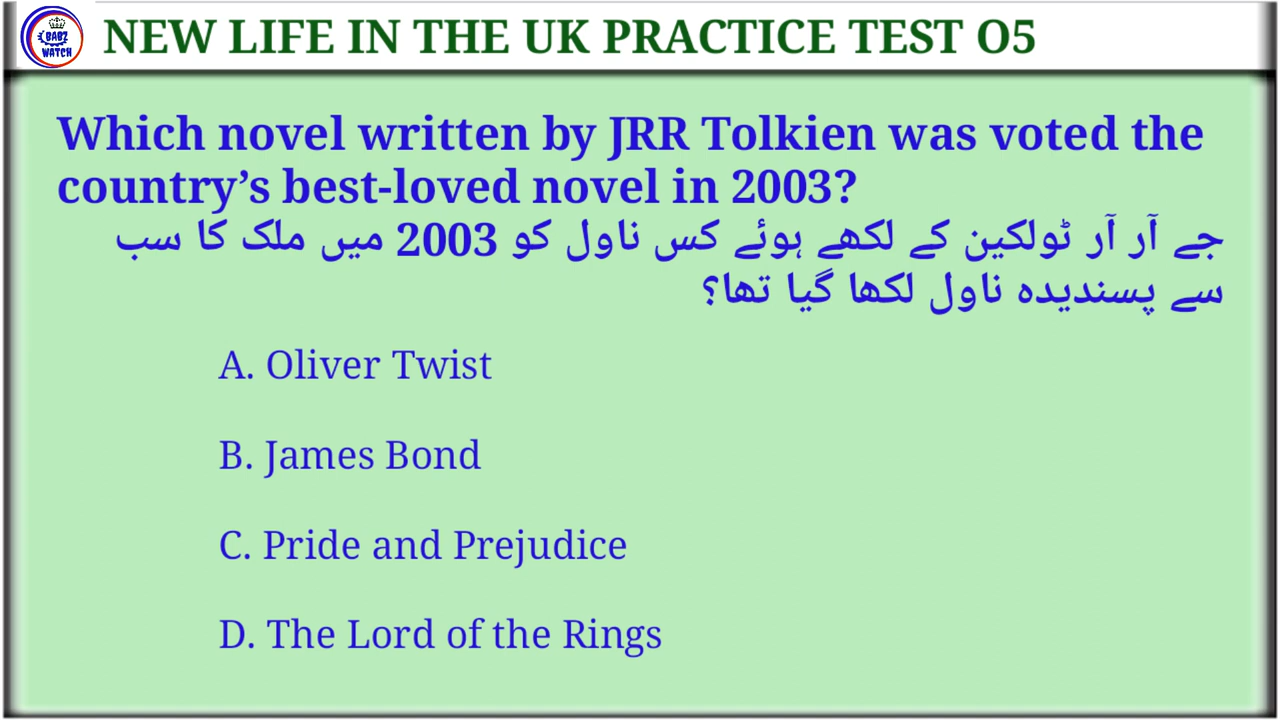 BABZ
WATCH
NEW LIFE IN THE UK PRACTICE TEST O5
Which novel written by JRR Tolkien was voted the
country’s best-loved novel in 2003?
جے آر آر ٹولکین کے لکھے ہوئے کس ناول کو 2003 میں ملک کا سب
سے پسندیدہ ناول لکھا گیا تھا؟
A. Oliver Twist
B. James Bond
C. Pride and Prejudice
D. The Lord of the Rings